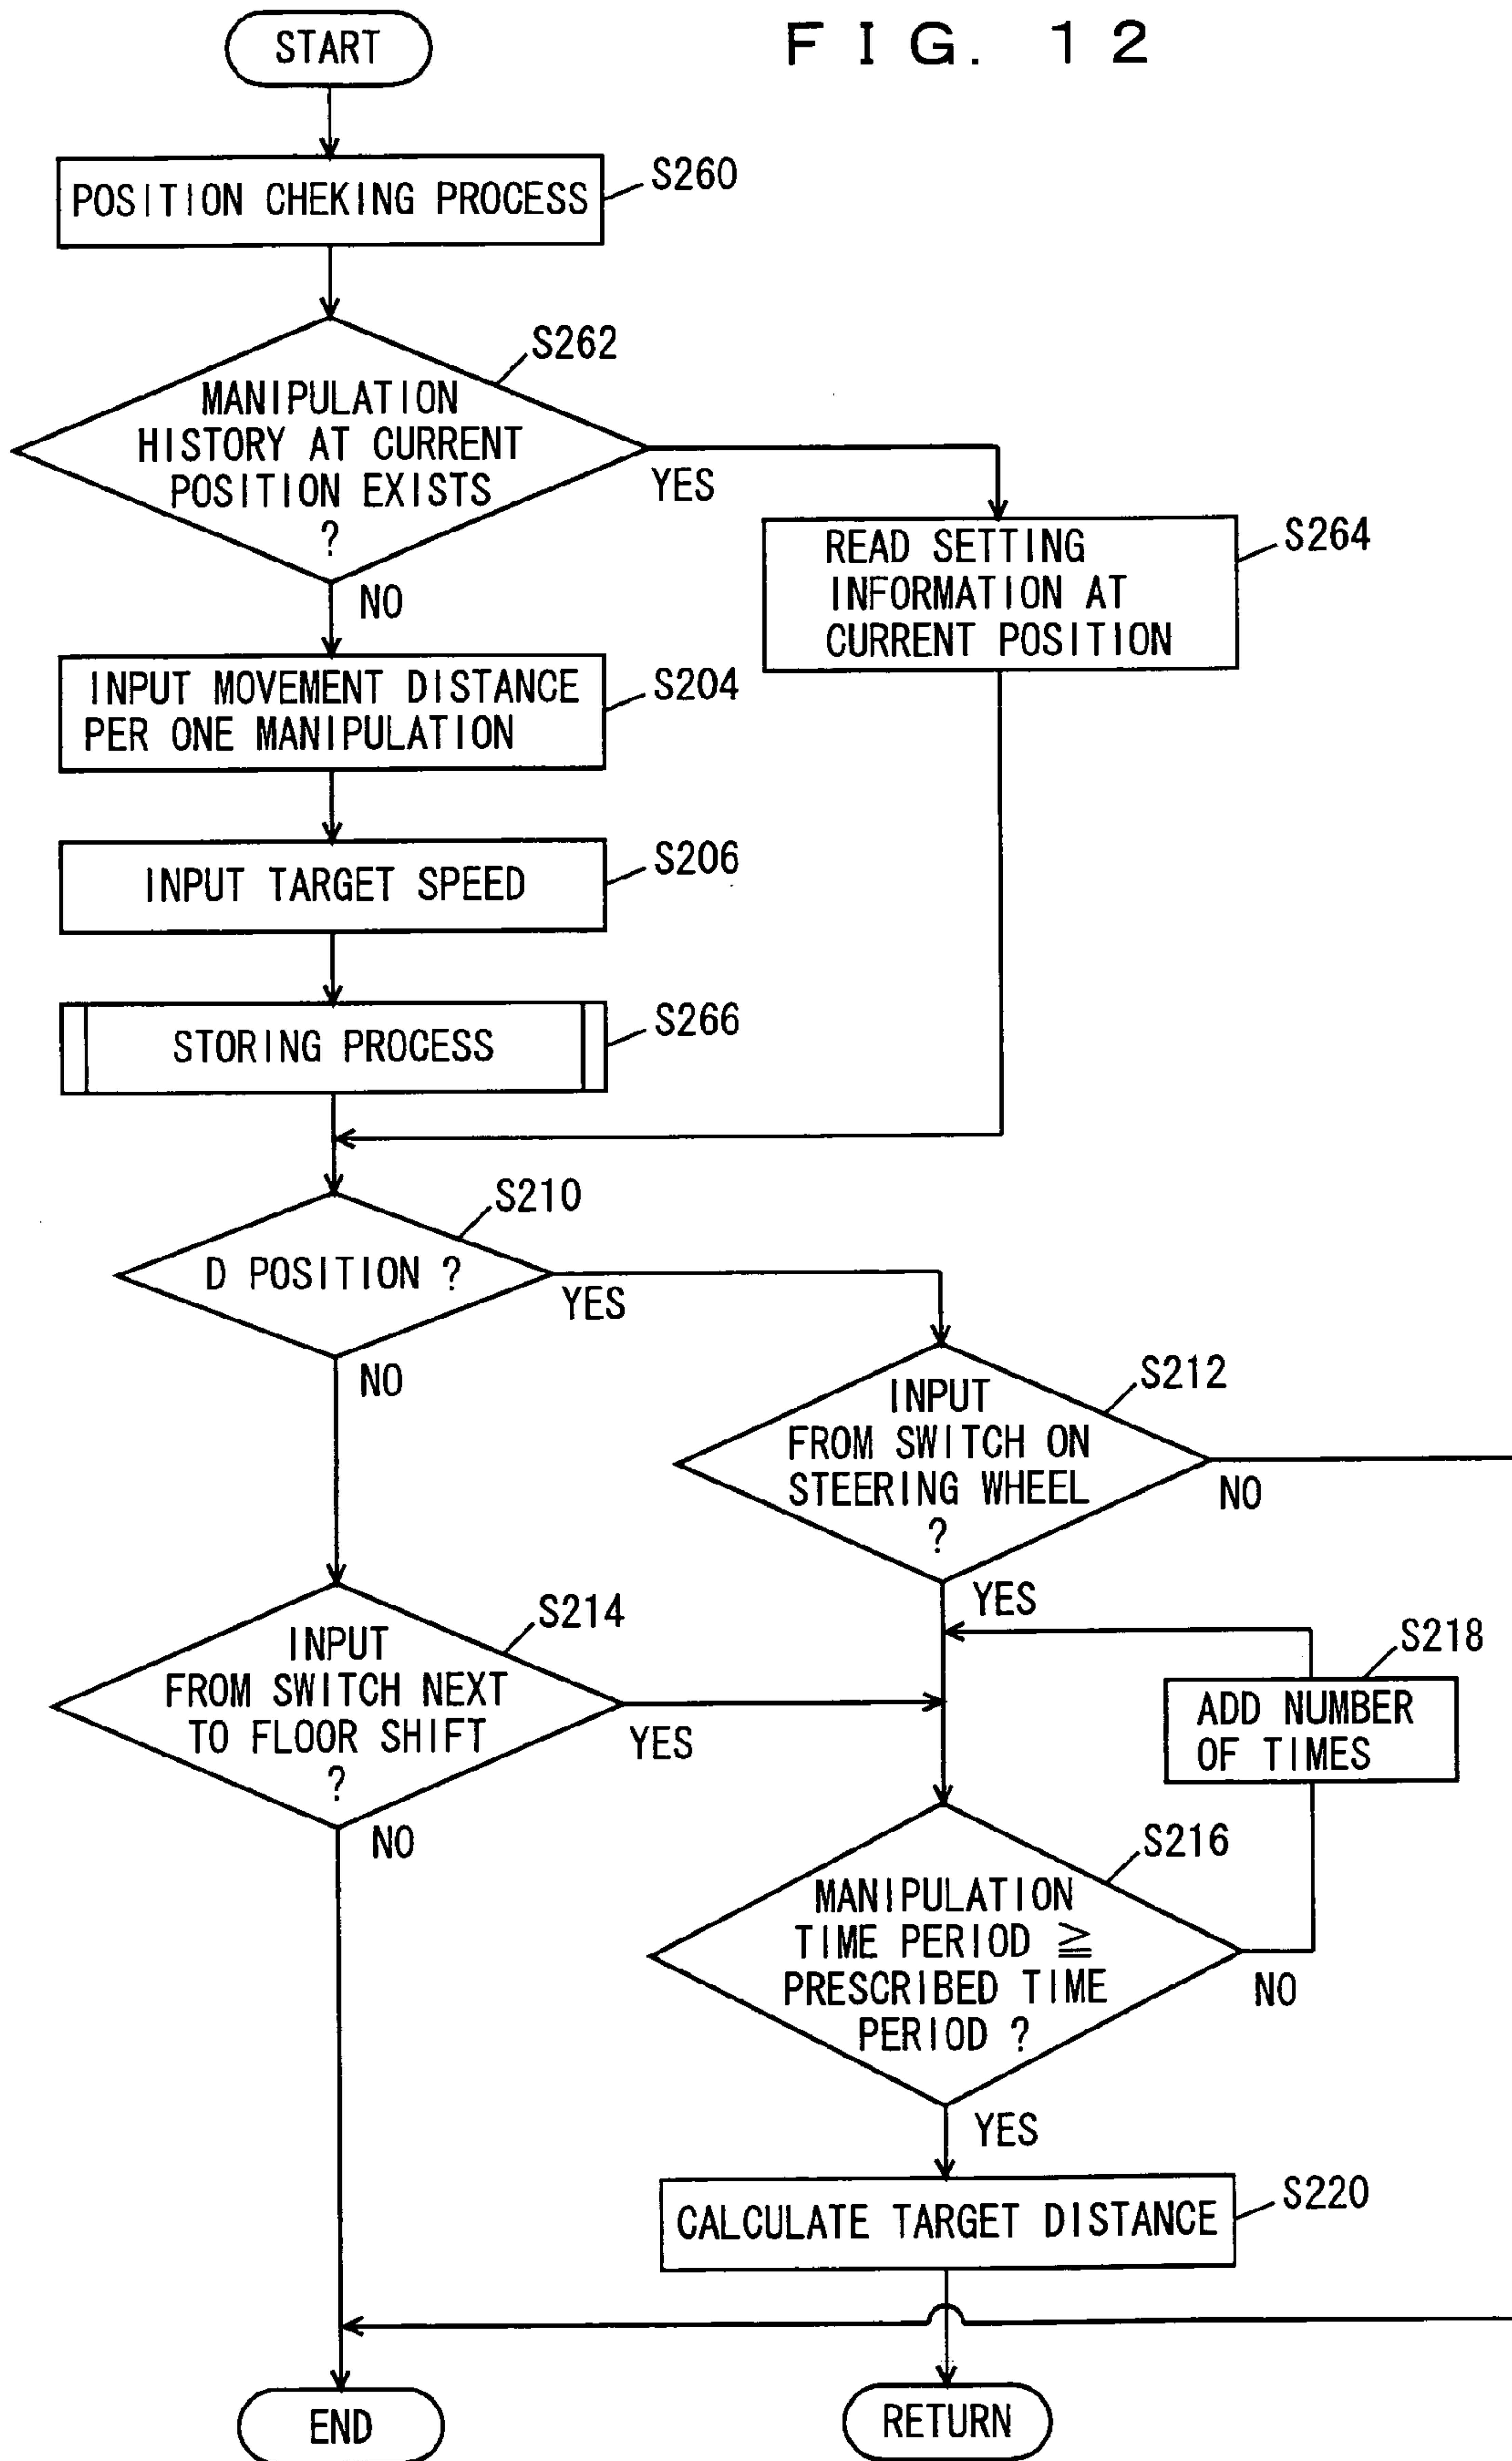 FIG. 12
START
POSITION CHEKING PROCESS
S260
S262
MANIPULATION
HISTORY AT CURRENT
POSITION EXISTS
?
YES
NO
READ SETTING
INFORMATION AT
CURRENT POSITION
S264
INPUT MOVEMENT DISTANCE
PER ONE MANIPULATION
S204
INPUT TARGET SPEED
S206
STORING PROCESS
S266
S210
D POSITION ?
YES
NO
S212
INPUT
FROM SWITCH ON
STEERING WHEEL
?
NO
YES
S214
INPUT
FROM SWITCH NEXT
TO FLOOR SHIFT
?
YES
NO
S218
ADD NUMBER
OF TIMES
S216
MANIPULATION
TIME PERIOD ≧
PRESCRIBED TIME
PERIOD ?
NO
YES
CALCULATE TARGET DISTANCE
S220
END
RETURN